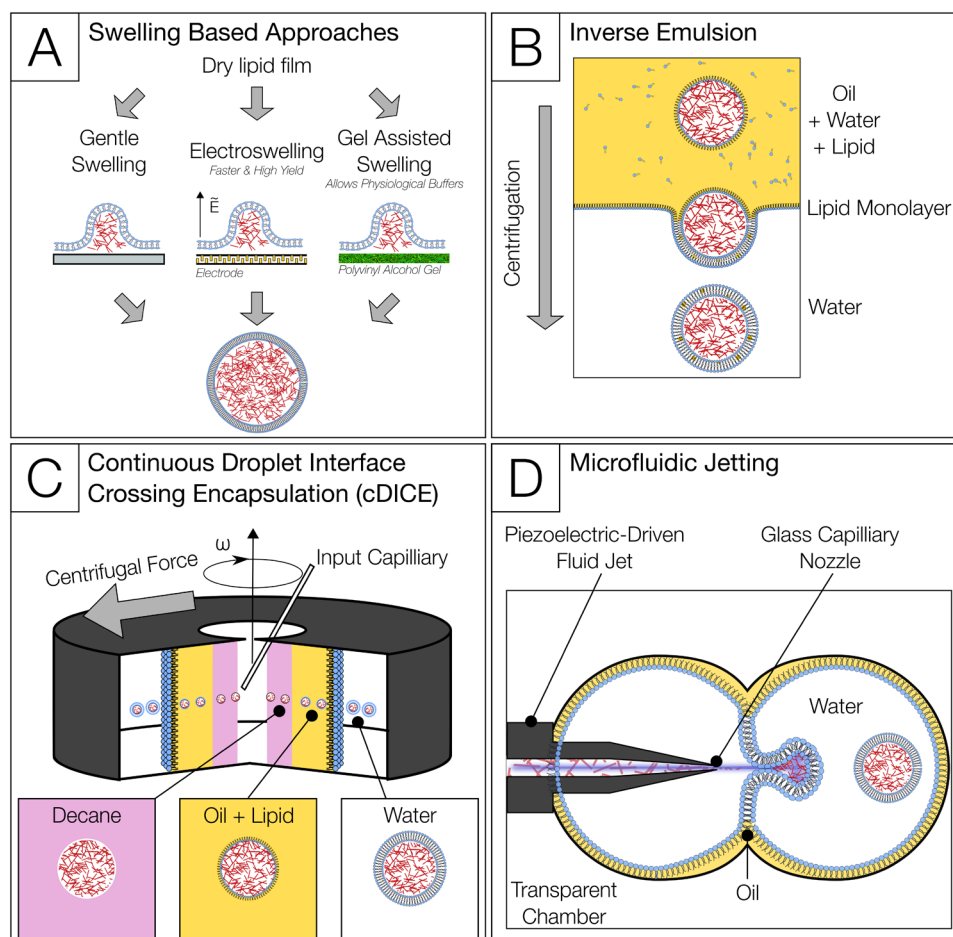 A
Swelling Based Approaches
Dry lipid film
Gentle
Swelling
Electroswelling
Faster & High Yield
Gel Assisted
Swelling
Allows Physiological Buffers
Ẽ
Electrode
Polyvinyl Alcohol Gel
B
Inverse Emulsion
Centrifugation
Oil
+ Water
+ Lipid
Lipid Monolayer
Water
C
Continuous Droplet Interface
Crossing Encapsulation (cDICE)
Centrifugal Force
ω
Input Capilliary
Decane
Oil + Lipid
Water
D
Microfluidic Jetting
Piezoelectric-Driven
Fluid Jet
Glass Capilliary
Nozzle
Water
Transparent
Chamber
Oil